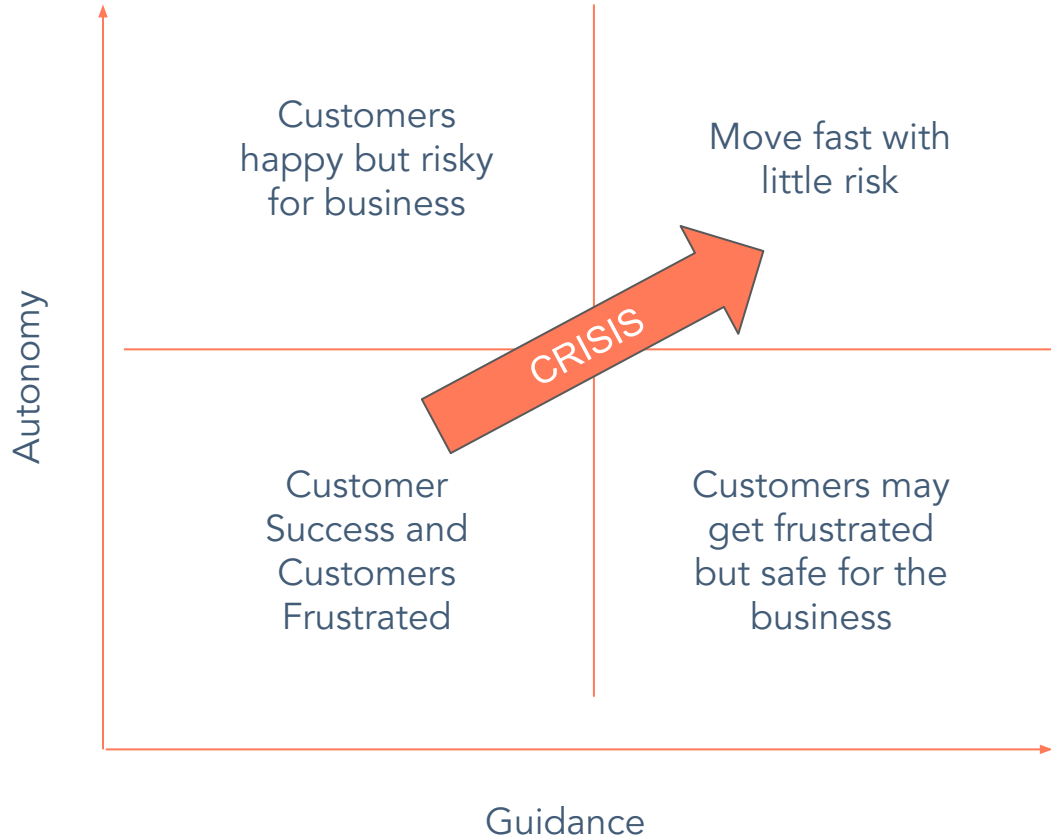 Customers
happy but risky
for business
Move fast with
little risk
CRISIS
Autonomy
Customer
Success and
Customers
Frustrated
Customers may
get frustrated
but safe for the
business
Guidance